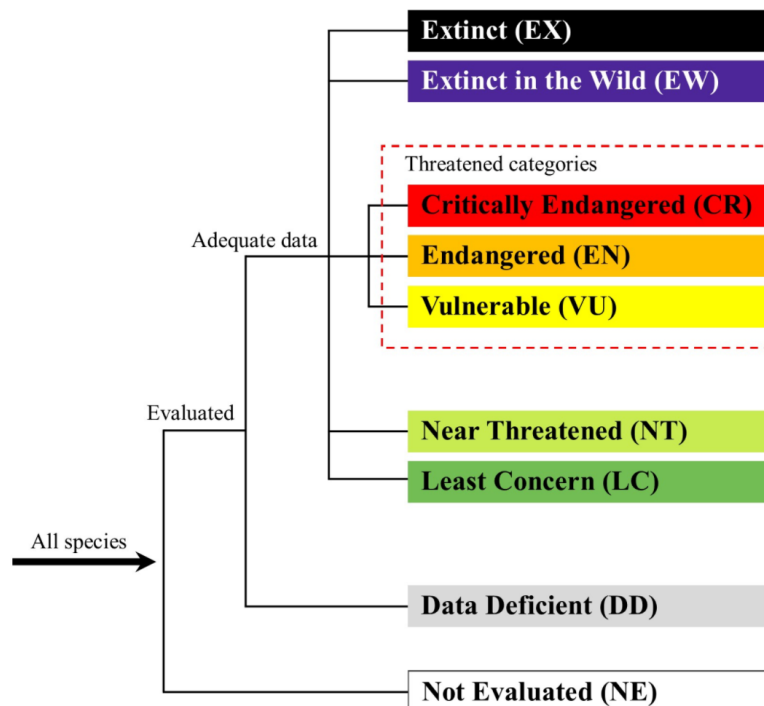 Extinct (EX)
Extinct in the Wild (EW)
Threatened categories
Critically Endangered (CR)
Adequate data
Endangered (EN)
Vulnerable (VU)
Evaluated
Near Threatened (NT)
Least Concern (LC)
All species
Data Deficient (DD)
Not Evaluated (NE)